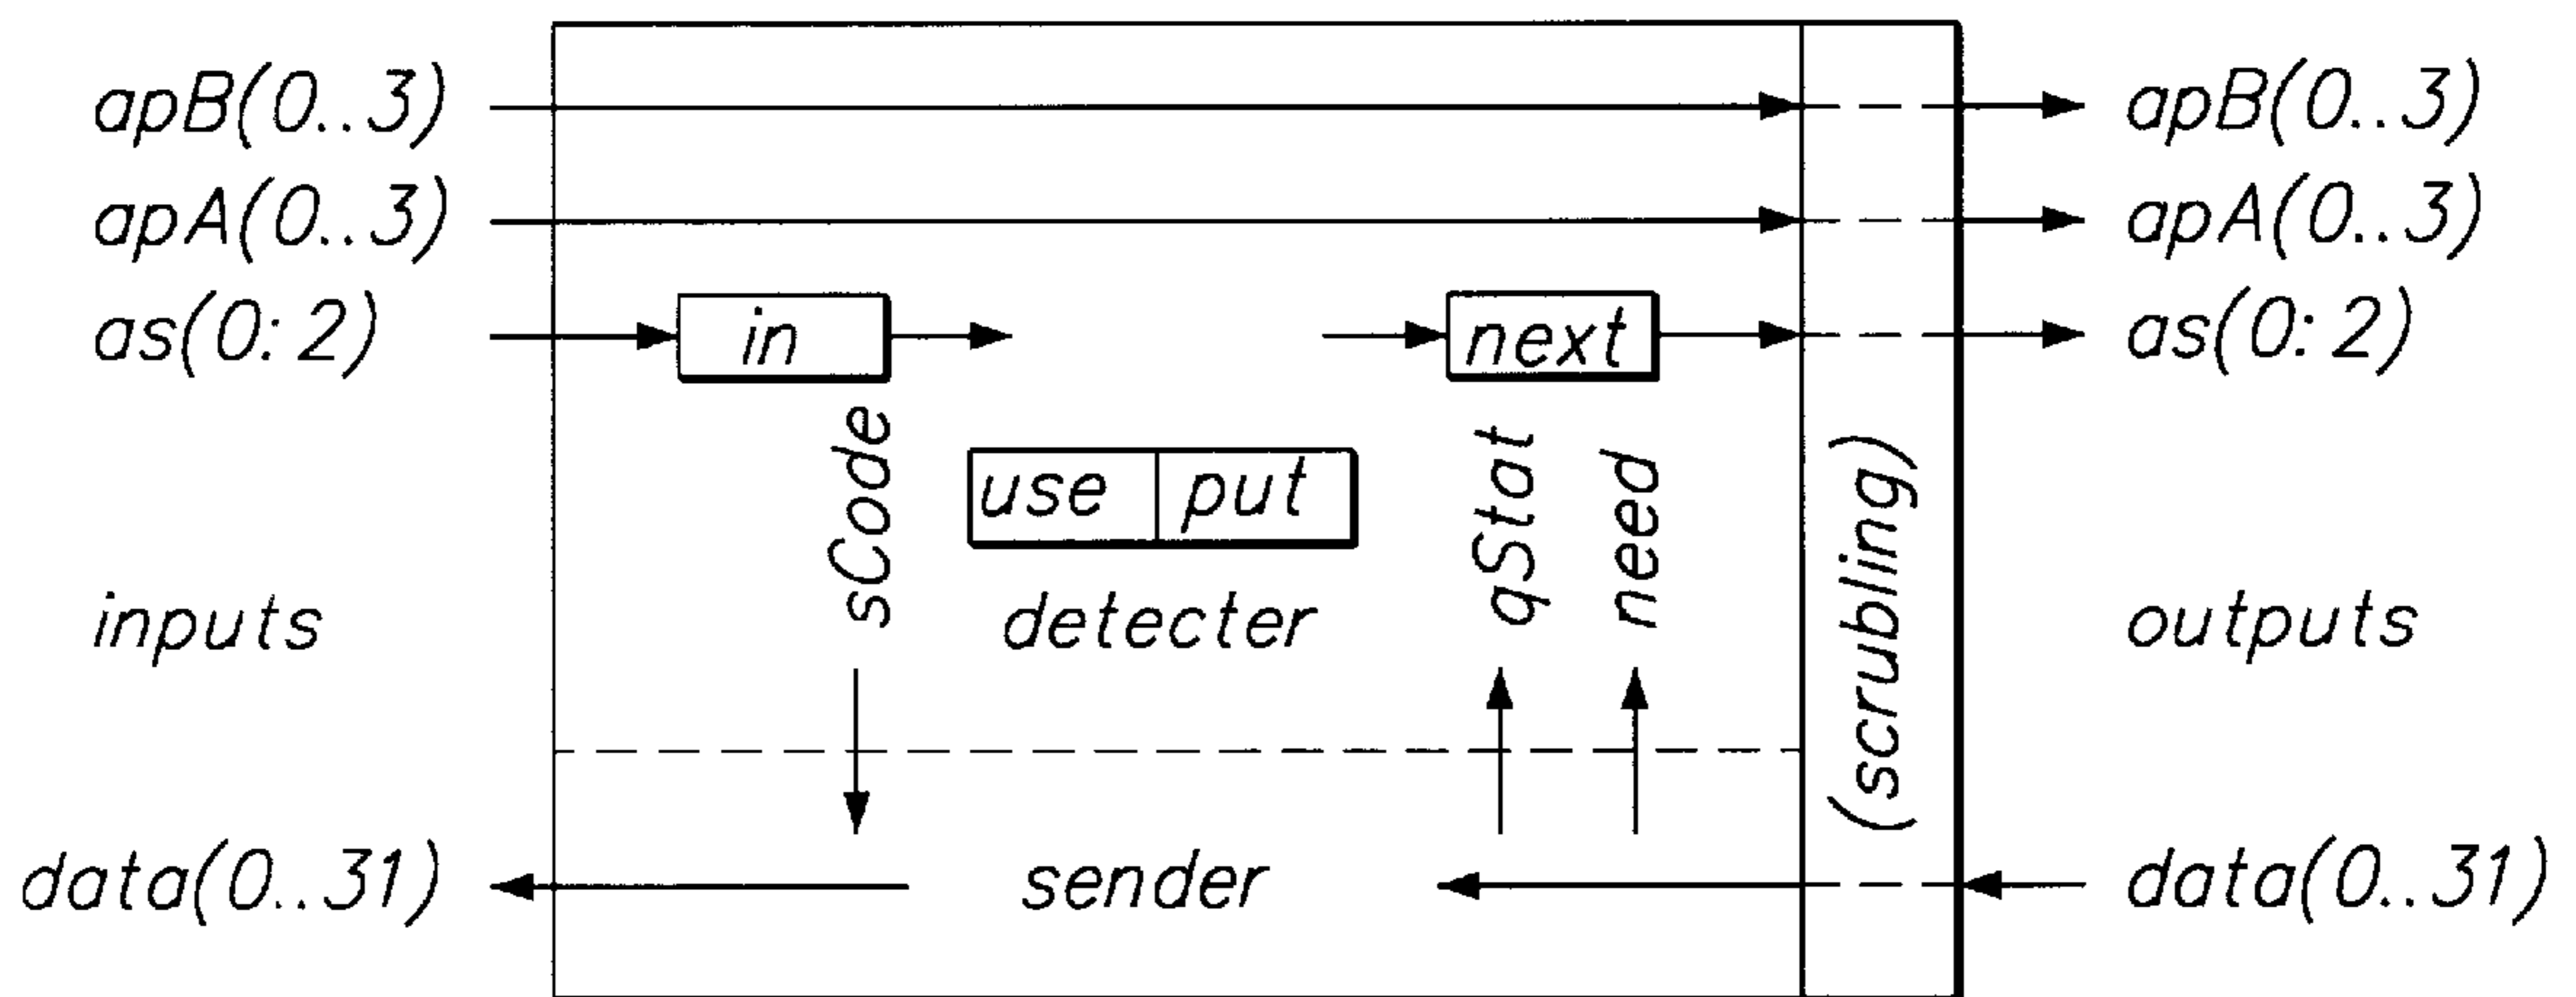 apB(0..3) apB(0..3)
apA(0..3) apA(0..3)
as(0:2) in next as(0:2)
sCode use put qStat need (scrubling)
inputs detecter outputs
data(0..31) sender data(0..31)